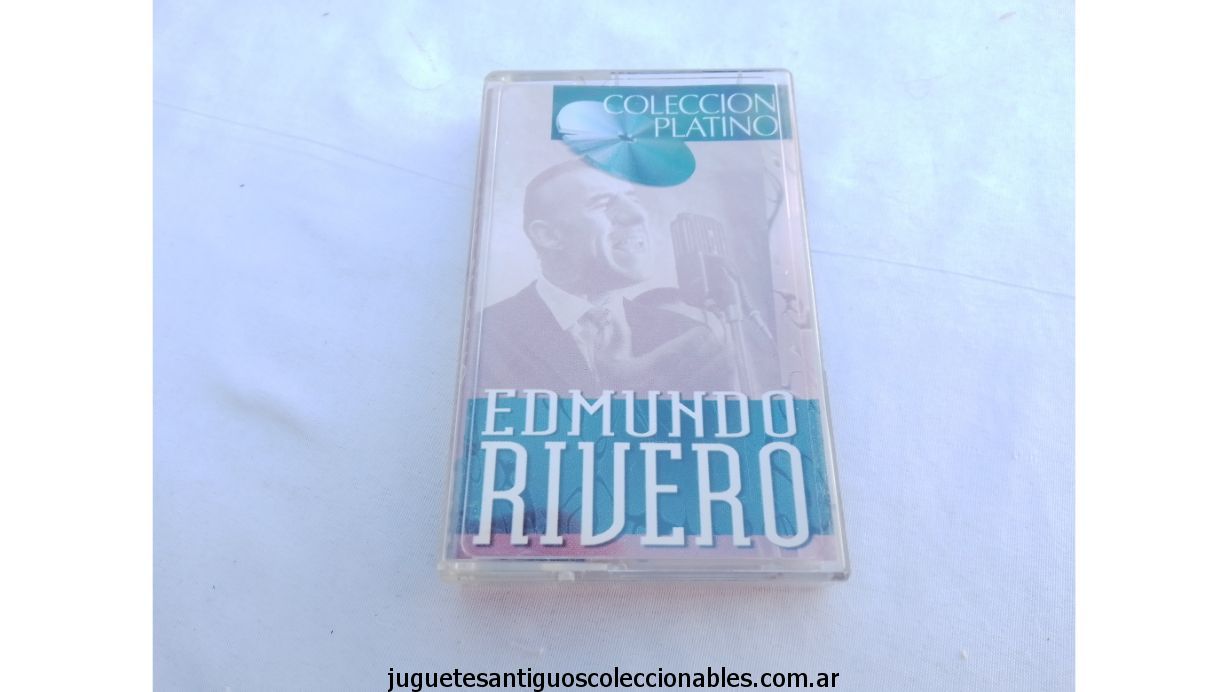 COLECCION
PLATINO
EDMUNDO
RIVERO
juguetesantiguoscoleccionables.com.ar